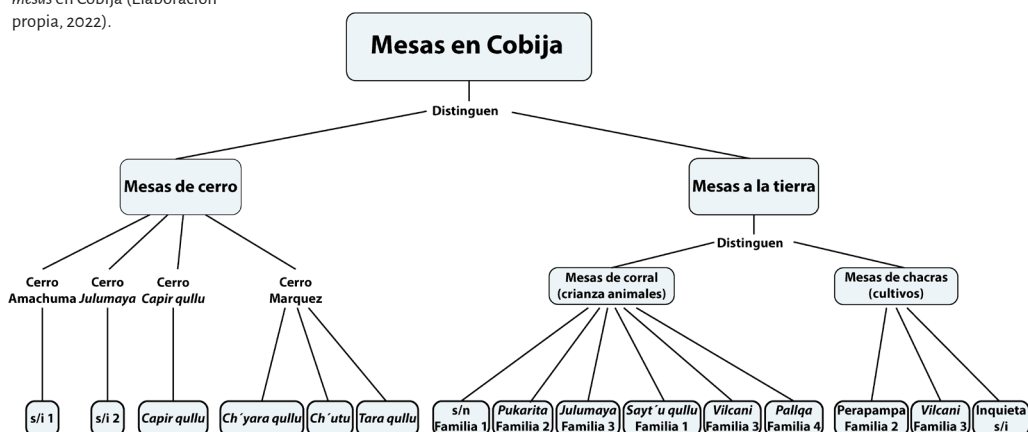 mesas en Cobija (Elaboración
propia, 2022).
Mesas en Cobija
Distinguen
Mesas de cerro
Mesas a la tierra
Distinguen
Cerro
Amachuma
Cerro
Julumaya
Cerro
Capir qullu
Cerro
Marquez
Mesas de corral
(crianza animales)
Mesas de chacras
(cultivos)
s/i 1
s/i 2
Capir qullu
Ch´yara qullu
Ch´utu
Tara qullu
s/n
Familia 1
Pukarita
Familia 2
Julumaya
Familia 3
Sayt´u qullu
Familia 1
Vilcani
Familia 3
Pallqa
Familia 4
Perapampa
Familia 2
Vilcani
Familia 3
Inquieta
s/i